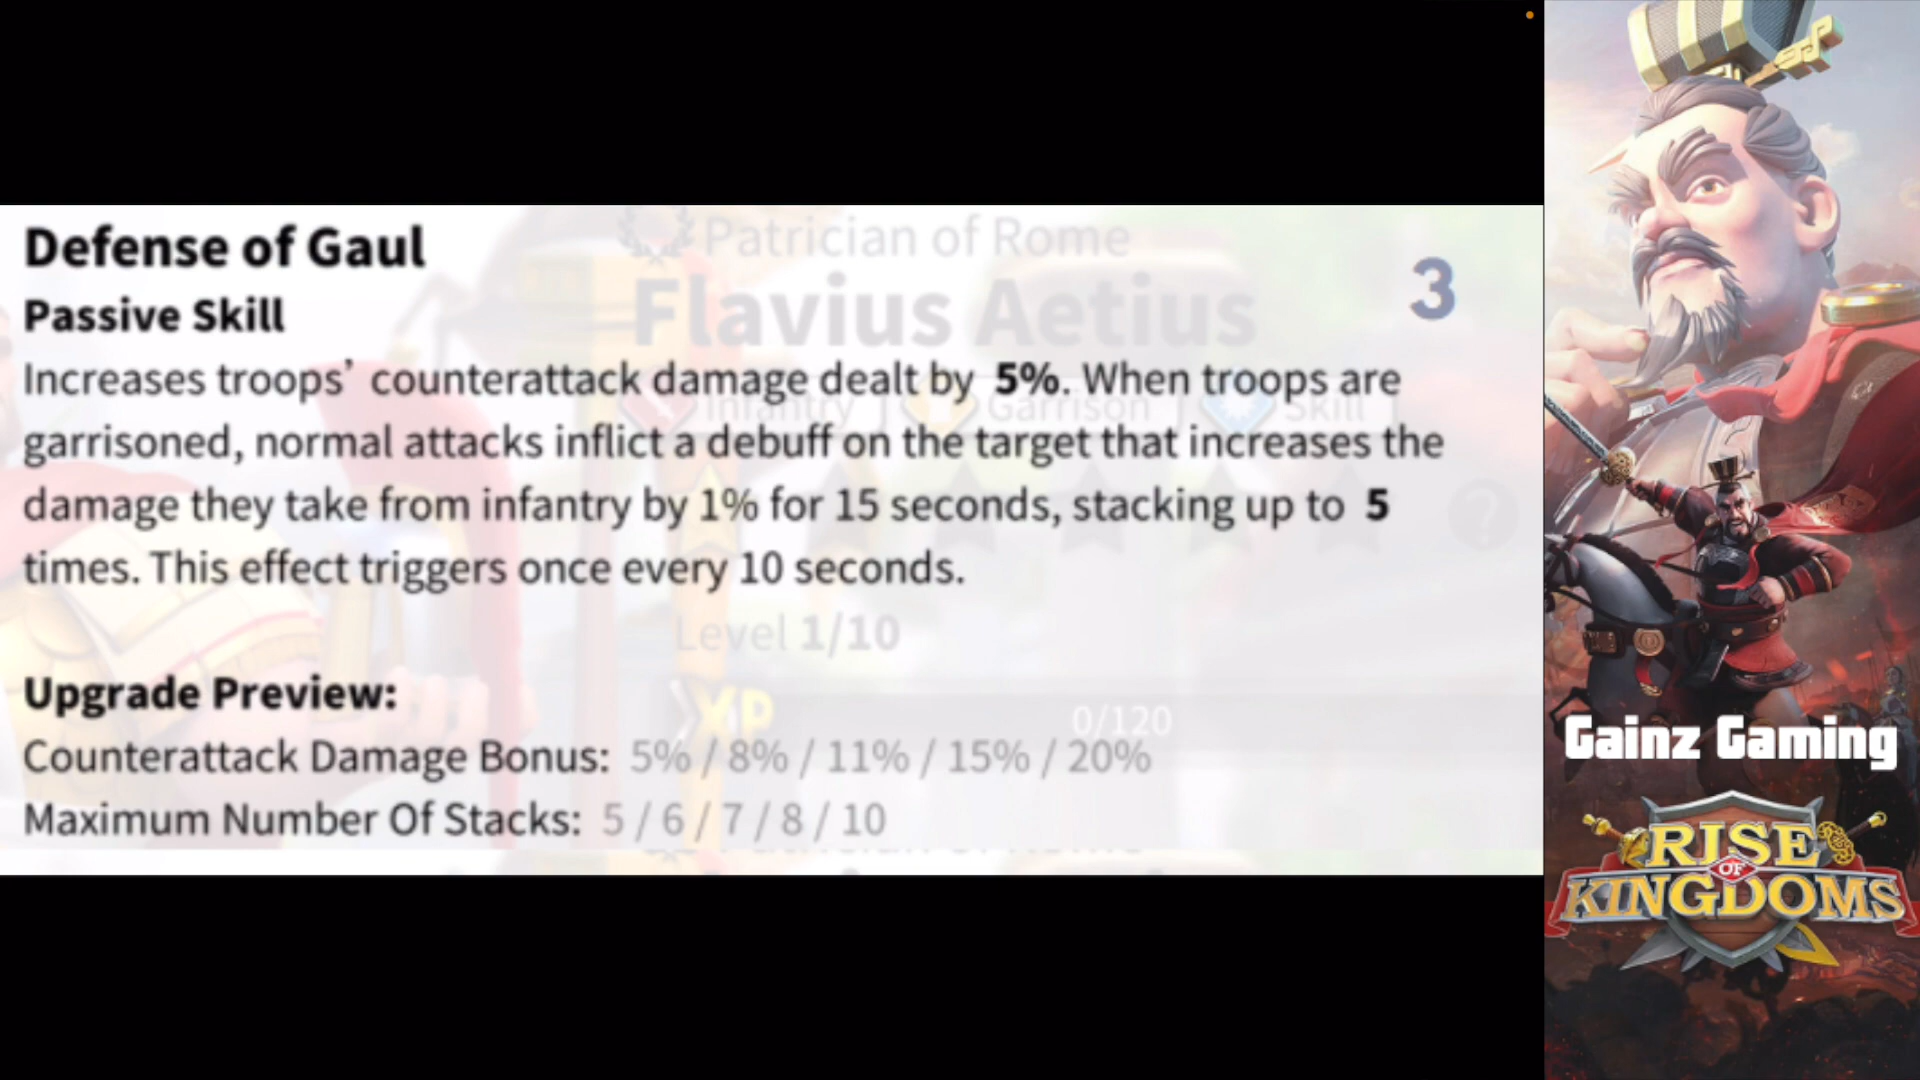 Patrician of Rome
Flavius Aetius
3
Defense of Gaul
Passive Skill
Increases troops’ counterattack damage dealt by 5%. When troops are
Infantry Garrison Skill
garrisoned, normal attacks inflict a debuff on the target that increases the
damage they take from infantry by 1% for 15 seconds, stacking up to 5
?
times. This effect triggers once every 10 seconds.
Level 1/10
Upgrade Preview:
XP
0/120
Counterattack Damage Bonus: 5% / 8% / 11% / 15% / 20%
Maximum Number Of Stacks: 5 / 6 / 7 / 8 / 10
Gainz Gaming
RISE
OF
KINGDOMS